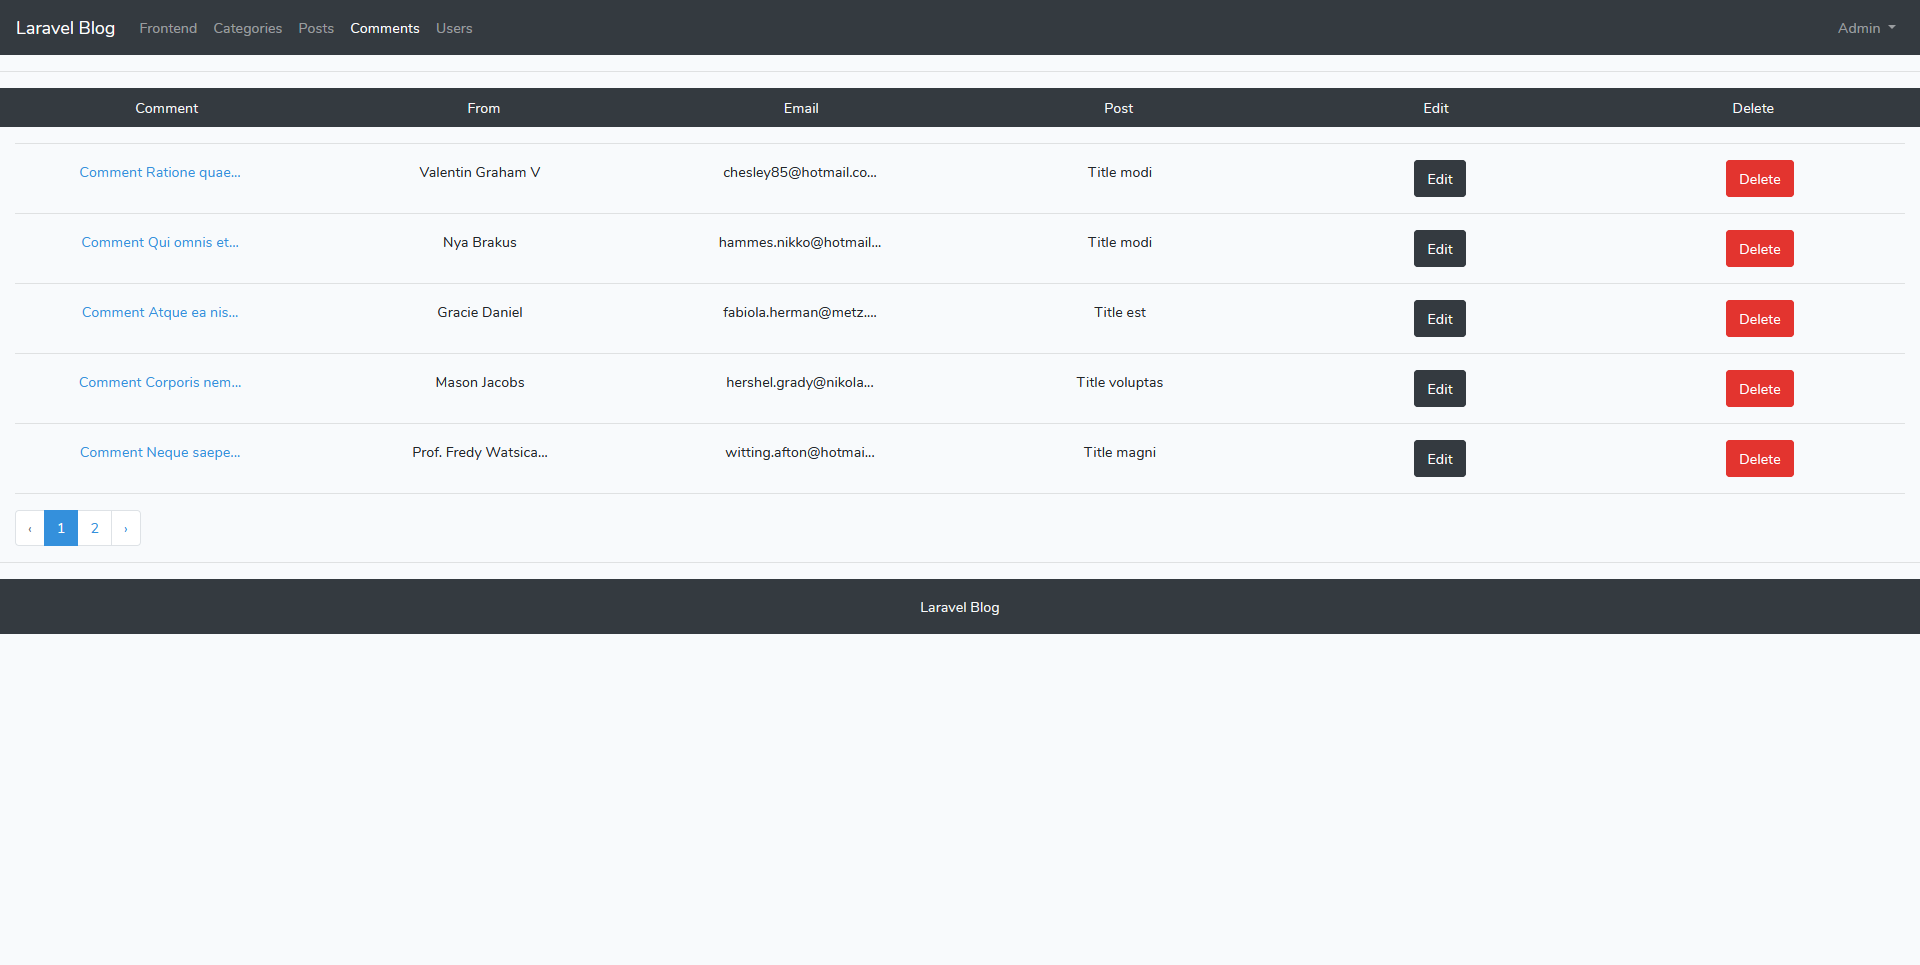 Laravel Blog Frontend Categories Posts Comments Users Admin
Comment From Email Post Edit Delete
Comment Ratione quae... Valentin Graham V chesley85@hotmail.co... Title modi Edit Delete
Comment Qui omnis et... Nya Brakus hammes.nikko@hotmail... Title modi Edit Delete
Comment Atque ea nis... Gracie Daniel fabiola.herman@metz.... Title est Edit Delete
Comment Corporis nem... Mason Jacobs hershel.grady@nikola... Title voluptas Edit Delete
Comment Neque saepe... Prof. Fredy Watsica... witting.afton@hotmai... Title magni Edit Delete
‹ 1 2 ›
Laravel Blog